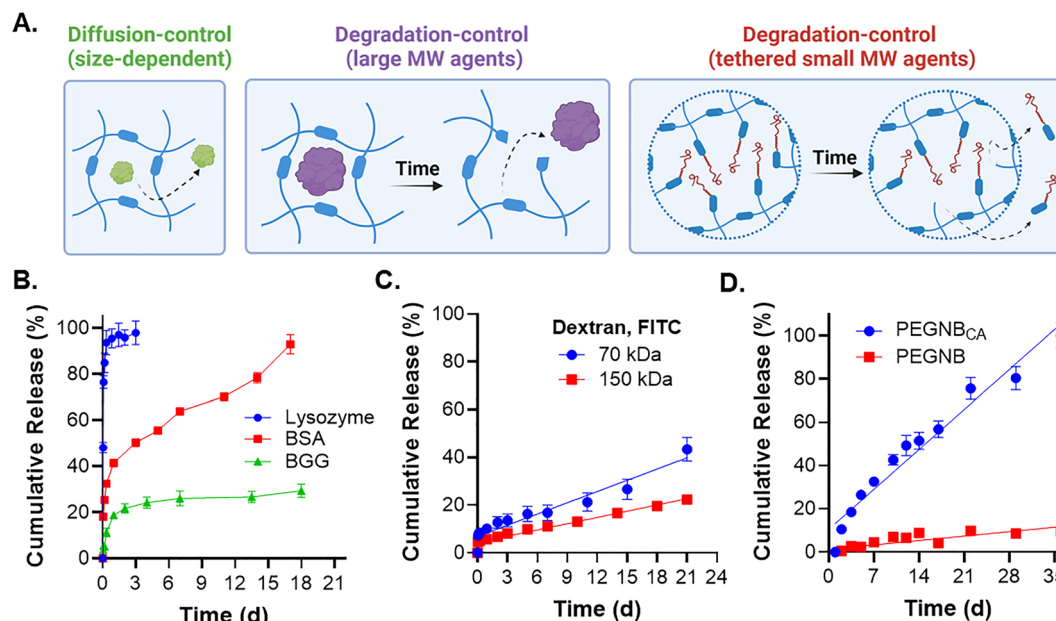 A.
Diffusion-control
(size-dependent)
Degradation-control
(large MW agents)
Degradation-control
(tethered small MW agents)
Time
Time
B.
Cumulative Release (%)
100
80
60
40
20
0
Lysozyme
BSA
BGG
0 3 6 9 12 15 18 21
Time (d)
C.
Cumulative Release (%)
100
80
60
40
20
0
Dextran, FITC
70 kDa
150 kDa
0 3 6 9 12 15 18 21 24
Time (d)
D.
Cumulative Release (%)
100
80
60
40
20
0
PEGNBCA
PEGNB
0 7 14 21 28 35
Time (d)